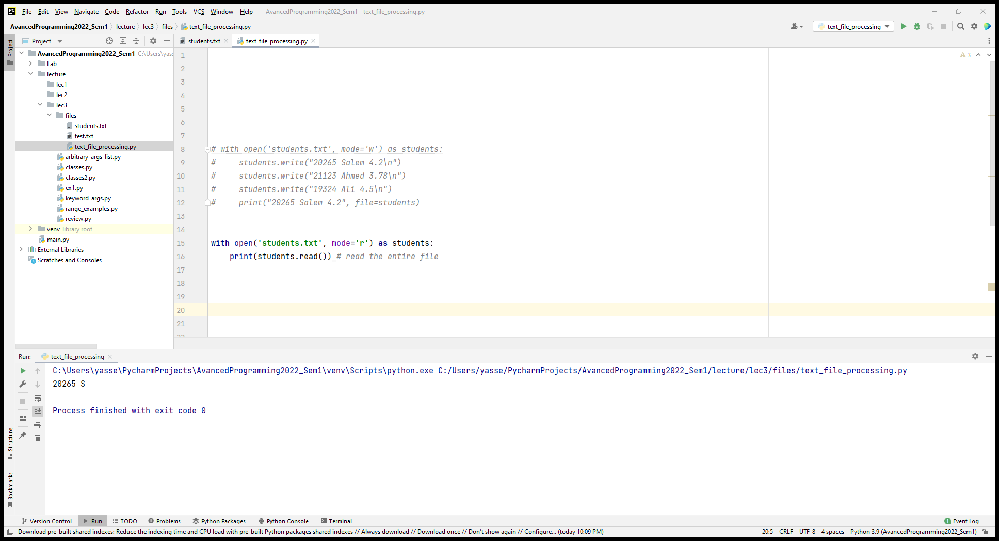 File Edit View Navigate Code Refactor Run Tools VCS Window Help AvancedProgramming2022_Sem1 - text_file_processing.py
AvancedProgramming2022_Sem1 lecture lec3 files text_file_processing.py text_file_processing
Project students.txt text_file_processing.py
Project
Structure
Bookmarks
AvancedProgramming2022_Sem1 C:\Users\yasse
Lab
lecture
lec1
lec2
lec3
files
students.txt
test.txt
text_file_processing.py
arbitrary_args_list.py
classes.py
classes2.py
ex1.py
keyword_args.py
range_examples.py
review.py
venv library root
main.py
External Libraries
Scratches and Consoles
3
1
2
3
4
5
6
7
8 # with open('students.txt', mode='w') as students:
9 #     students.write("20265 Salem 4.2\n")
10 #     students.write("21123 Ahmed 3.78\n")
11 #     students.write("19324 Ali 4.5\n")
12 #     print("20265 Salem 4.2", file=students)
13
14
15 with open('students.txt', mode='r') as students:
16     print(students.read()) # read the entire file
17
18
19
20
21
22
Run: text_file_processing
C:\Users\yasse\PycharmProjects\AvancedProgramming2022_Sem1\venv\Scripts\python.exe C:/Users/yasse/PycharmProjects/AvancedProgramming2022_Sem1/lecture/lec3/files/text_file_processing.py
20265 S
Process finished with exit code 0
Version Control Run TODO Problems Python Packages Python Console Terminal 1 Event Log
Download pre-built shared indexes: Reduce the indexing time and CPU load with pre-built Python packages shared indexes // Always download // Download once // Don't show again // Configure... (today 10:09 PM) 20:5 CRLF UTF-8 4 spaces Python 3.9 (AvancedProgramming2022_Sem1)